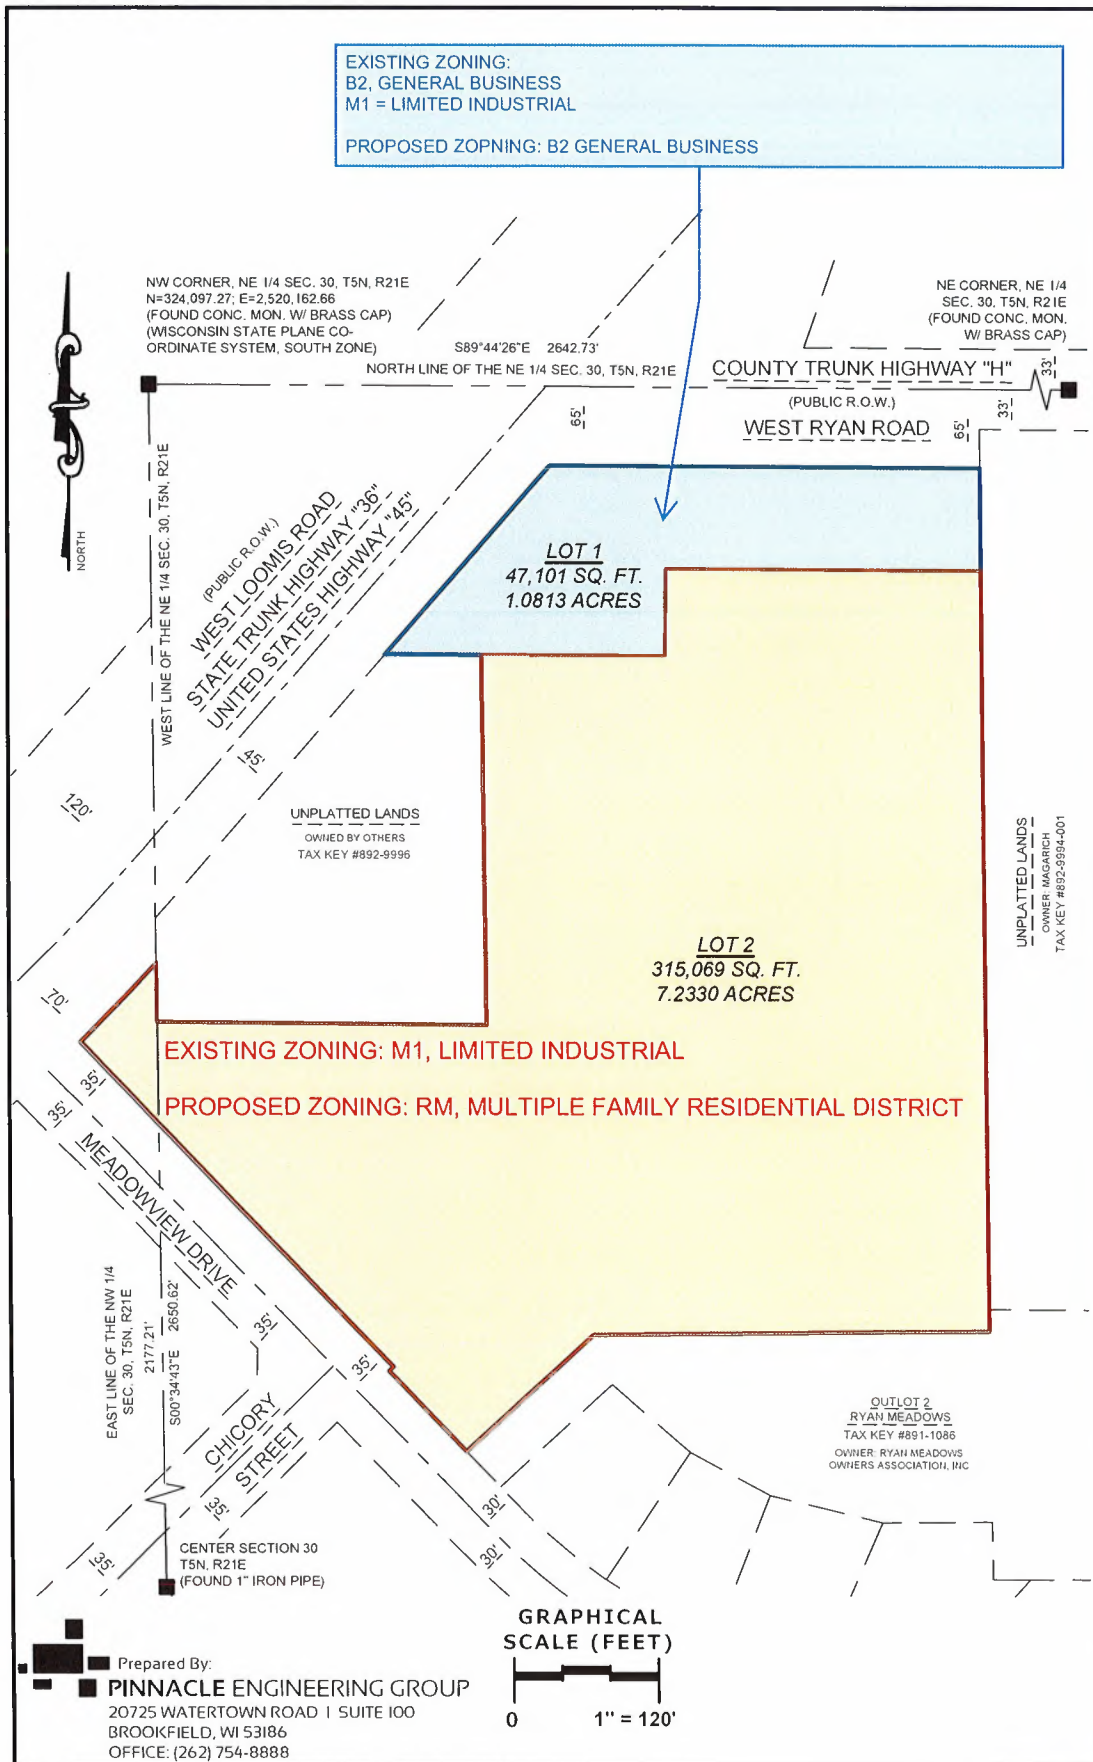 EXISTING ZONING:
B2, GENERAL BUSINESS
M1 = LIMITED INDUSTRIAL
PROPOSED ZOPNING: B2 GENERAL BUSINESS
NW CORNER, NE 1/4 SEC. 30, T5N, R21E
N=324,097.27; E=2,520,162.66
(FOUND CONC. MON. W/ BRASS CAP)
(WISCONSIN STATE PLANE CO-
ORDINATE SYSTEM, SOUTH ZONE)
S89°44'26"E 2642.73'
NORTH LINE OF THE NE 1/4 SEC. 30, T5N, R21E
NE CORNER, NE 1/4
SEC. 30, T5N, R21E
(FOUND CONC. MON.
W/ BRASS CAP)
COUNTY TRUNK HIGHWAY "H"
(PUBLIC R.O.W.)
WEST RYAN ROAD
33'
33'
65'
65'
NORTH
WEST LINE OF THE NE 1/4 SEC. 30, T5N, R21E
(PUBLIC R.O.W.)
WEST LOOMIS ROAD
STATE TRUNK HIGHWAY "36"
UNITED STATES HIGHWAY "45"
LOT 1
47,101 SQ. FT.
1.0813 ACRES
45'
120'
UNPLATTED LANDS
OWNED BY OTHERS
TAX KEY #892-9996
UNPLATTED LANDS
OWNER: MAGARICH
TAX KEY #892-9994-001
LOT 2
315,069 SQ. FT.
7.2330 ACRES
70'
EXISTING ZONING: M1, LIMITED INDUSTRIAL
PROPOSED ZONING: RM, MULTIPLE FAMILY RESIDENTIAL DISTRICT
35'
35'
MEADOWVIEW DRIVE
EAST LINE OF THE NW 1/4
SEC. 30, T5N, R21E
2177.21'
S00°34'43"E 2650.62'
35'
35'
CHICORY
STREET
35'
35'
30'
30'
OUTLOT 2
RYAN MEADOWS
TAX KEY #891-1086
OWNER: RYAN MEADOWS
OWNERS ASSOCIATION, INC
CENTER SECTION 30
T5N, R21E
(FOUND 1" IRON PIPE)
GRAPHICAL
SCALE (FEET)
0 1" = 120'
Prepared By:
PINNACLE ENGINEERING GROUP
20725 WATERTOWN ROAD | SUITE 100
BROOKFIELD, WI 53186
OFFICE: (262) 754-8888